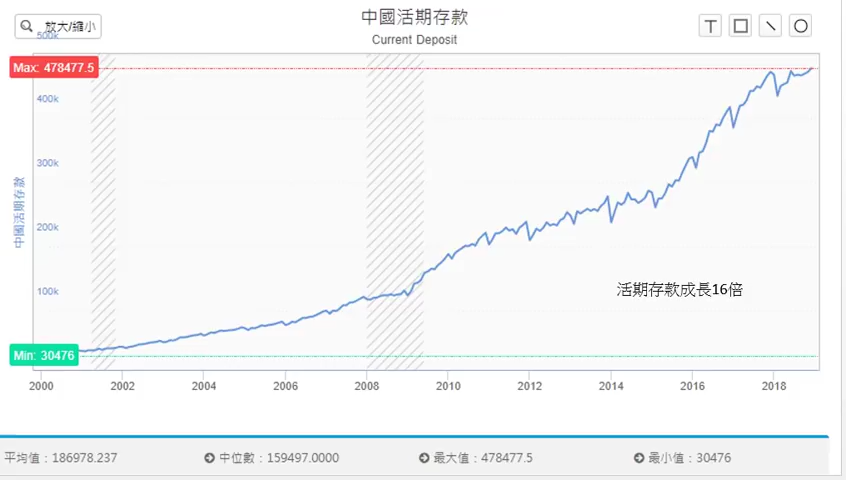 放大/縮小
中國活期存款
Current Deposit
T
500k
Max: 478477.5
400k
300k
200k
100k
Min: 30476
中國活期存款
活期存款成長16倍
2000 2002 2004 2006 2008 2010 2012 2014 2016 2018
平均值：186978.237 中位數：159497.0000 最大值：478477.5 最小值：30476